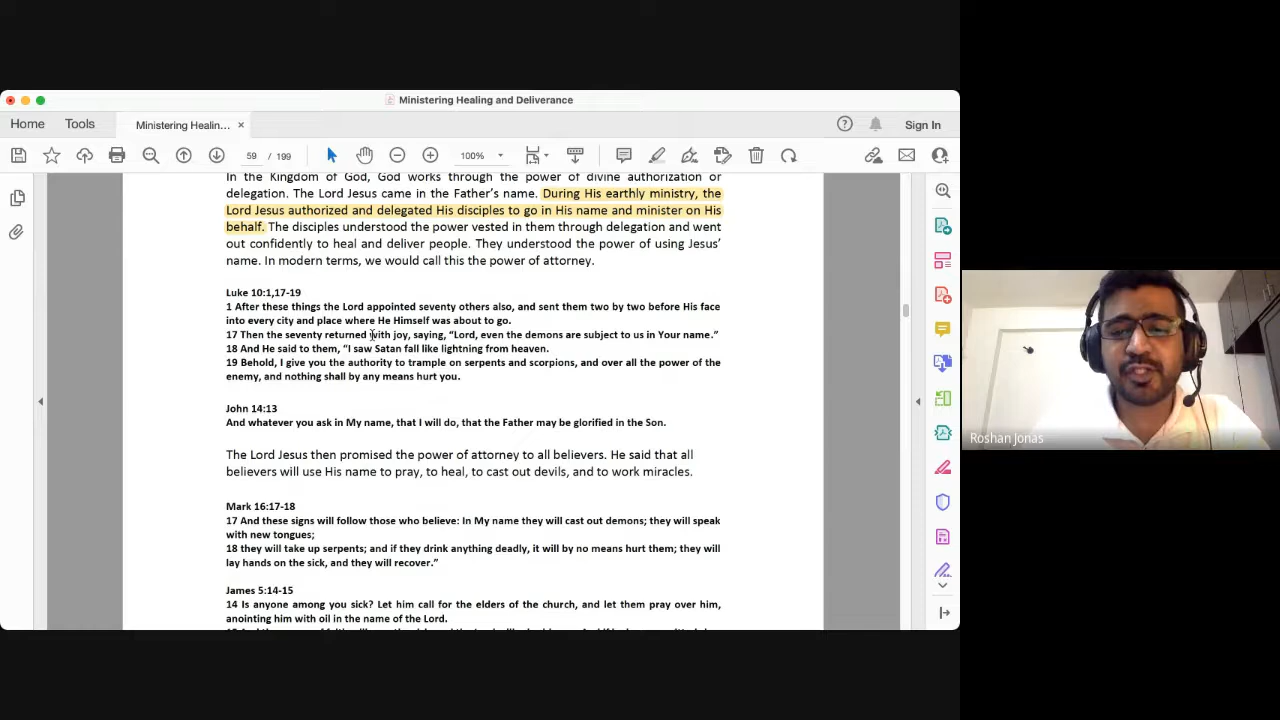 Ministering Healing and Deliverance
Home
Tools
Ministering Healin...
Sign In
59 / 199
100%
In the Kingdom of God, God works through the power of divine authorization or
delegation. The Lord Jesus came in the Father's name. During His earthly ministry, the
Lord Jesus authorized and delegated His disciples to go in His name and minister on His
behalf. The disciples understood the power vested in them through delegation and went
out confidently to heal and deliver people. They understood the power of using Jesus'
name. In modern terms, we would call this the power of attorney.
Luke 10:1,17-19
1 After these things the Lord appointed seventy others also, and sent them two by two before His face
into every city and place where He Himself was about to go.
17 Then the seventy returned with joy, saying, “Lord, even the demons are subject to us in Your name.”
18 And He said to them, “I saw Satan fall like lightning from heaven.
19 Behold, I give you the authority to trample on serpents and scorpions, and over all the power of the
enemy, and nothing shall by any means hurt you.
John 14:13
And whatever you ask in My name, that I will do, that the Father may be glorified in the Son.
The Lord Jesus then promised the power of attorney to all believers. He said that all
believers will use His name to pray, to heal, to cast out devils, and to work miracles.
Mark 16:17-18
17 And these signs will follow those who believe: In My name they will cast out demons; they will speak
with new tongues;
18 they will take up serpents; and if they drink anything deadly, it will by no means hurt them; they will
lay hands on the sick, and they will recover.”
James 5:14-15
14 Is anyone among you sick? Let him call for the elders of the church, and let them pray over him,
anointing him with oil in the name of the Lord.
Roshan Jonas